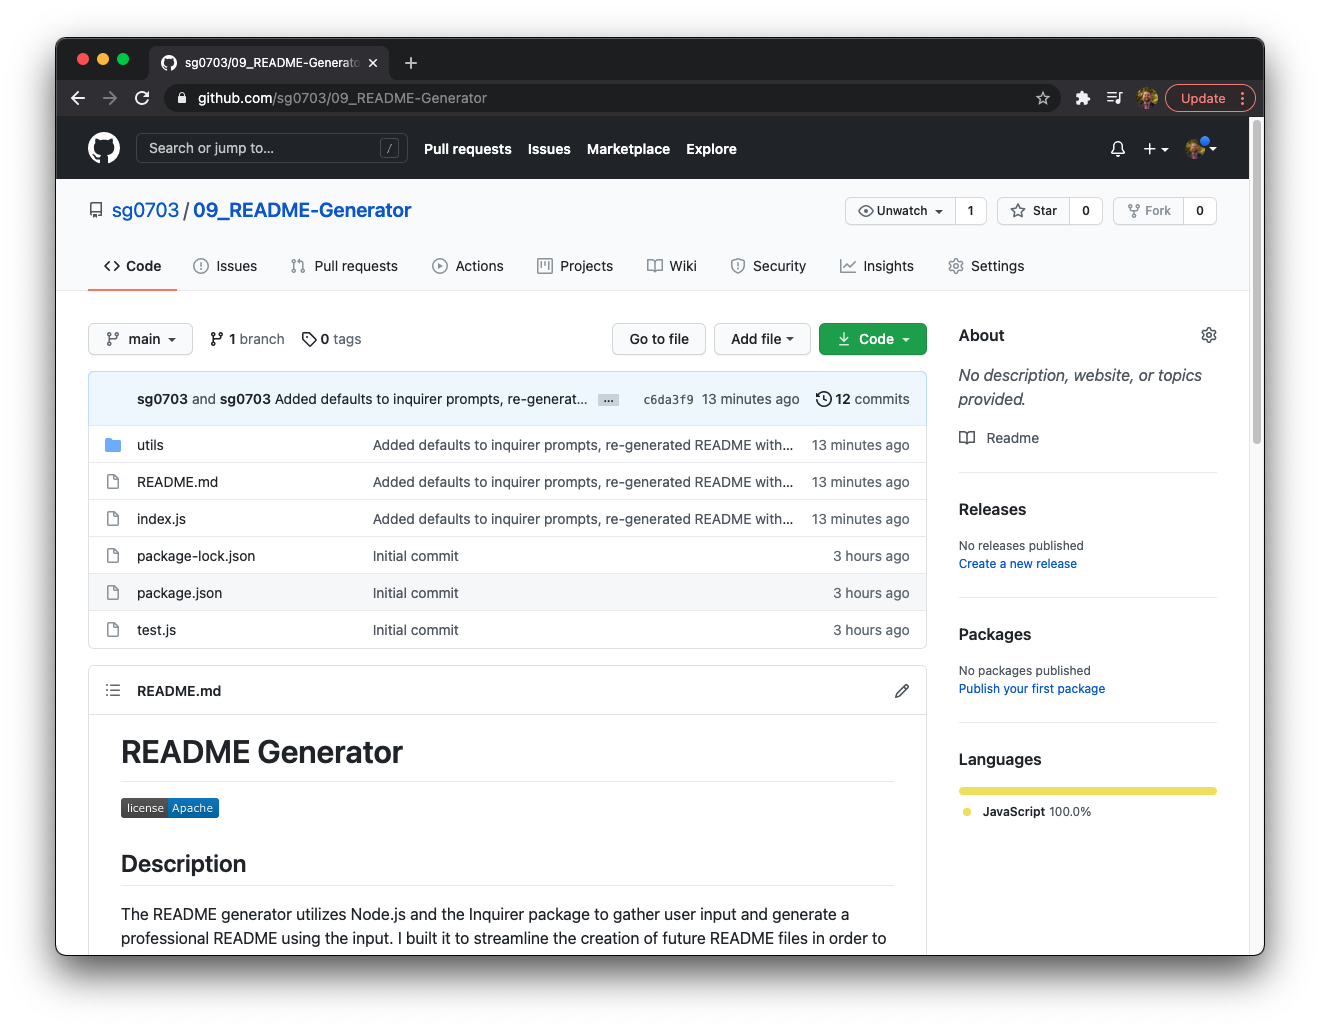 sg0703/09_README-Generato
github.com/sg0703/09_README-Generator
Update
Search or jump to... /
Pull requests Issues Marketplace Explore
sg0703 / 09_README-Generator
Unwatch 1 Star 0 Fork 0
Code Issues Pull requests Actions Projects Wiki Security Insights Settings
main 1 branch 0 tags Go to file Add file Code
sg0703 and sg0703 Added defaults to inquirer prompts, re-generat... ... c6da3f9 13 minutes ago 12 commits
utils Added defaults to inquirer prompts, re-generated README with... 13 minutes ago
README.md Added defaults to inquirer prompts, re-generated README with... 13 minutes ago
index.js Added defaults to inquirer prompts, re-generated README with... 13 minutes ago
package-lock.json Initial commit 3 hours ago
package.json Initial commit 3 hours ago
test.js Initial commit 3 hours ago
README.md
README Generator
license Apache
Description
The README generator utilizes Node.js and the Inquirer package to gather user input and generate a
professional README using the input. I built it to streamline the creation of future README files in order to
About
No description, website, or topics
provided.
Readme
Releases
No releases published
Create a new release
Packages
No packages published
Publish your first package
Languages
JavaScript 100.0%